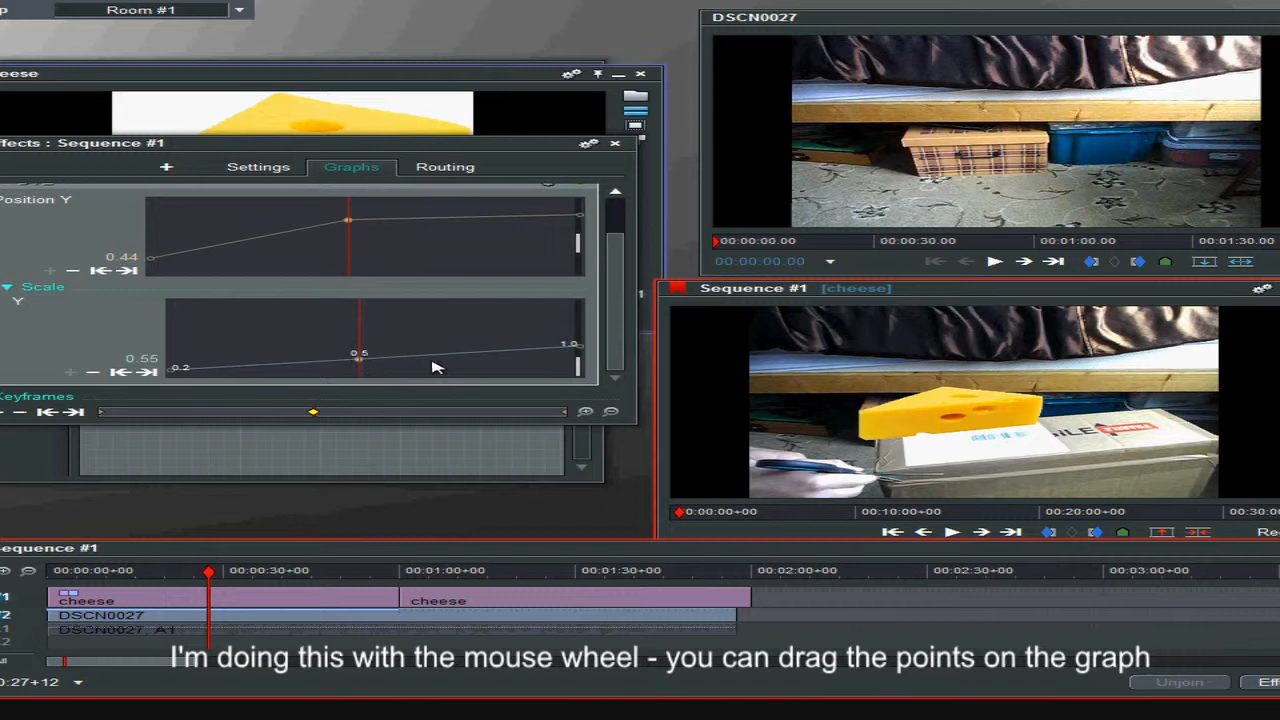 p
Room #1
DSCN0027
eese
ffects : Sequence #1
Settings
Graphs
Routing
Position Y
0.44
Scale
Y
0.55
0.2
0.5
1.0
Keyframes
00:00:00.00
00:00:30.00
00:01:00.00
00:01:30.00
00:00:00.00
Sequence #1 [cheese]
FRAGILE
0:00:00+00
00:10:00+00
00:20:00+00
00:30:0
Re
equence #1
00:00:00+00
00:00:30+00
00:01:00+00
00:01:30+00
00:02:00+00
00:02:30+00
00:03:00+00
cheese
cheese
DSCN0027
DSCN0027, A1
I'm doing this with the mouse wheel - you can drag the points on the graph
0:27+12
Unjoin
Eff